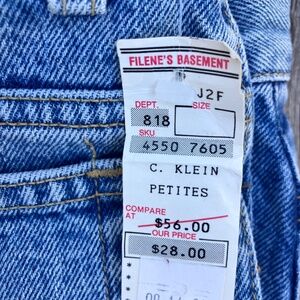 FILENE'S BASEMENT
J2F
DEPT. SIZE
818
SKU
4550 7605
C. KLEIN
PETITES
COMPARE
AT $56.00
OUR PRICE
$28.00